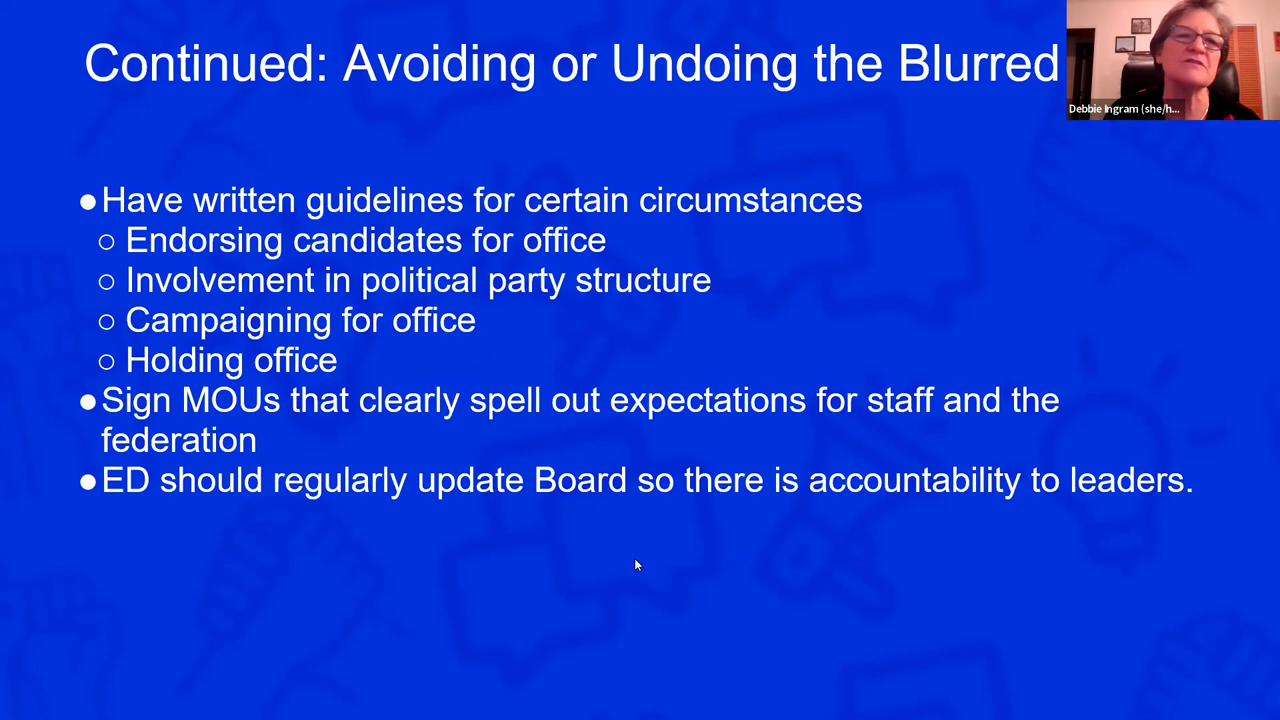 Continued: Avoiding or Undoing the Blurred
Debbie Ingram (she/h...
●Have written guidelines for certain circumstances
○ Endorsing candidates for office
○ Involvement in political party structure
○ Campaigning for office
○ Holding office
●Sign MOUs that clearly spell out expectations for staff and the
federation
●ED should regularly update Board so there is accountability to leaders.